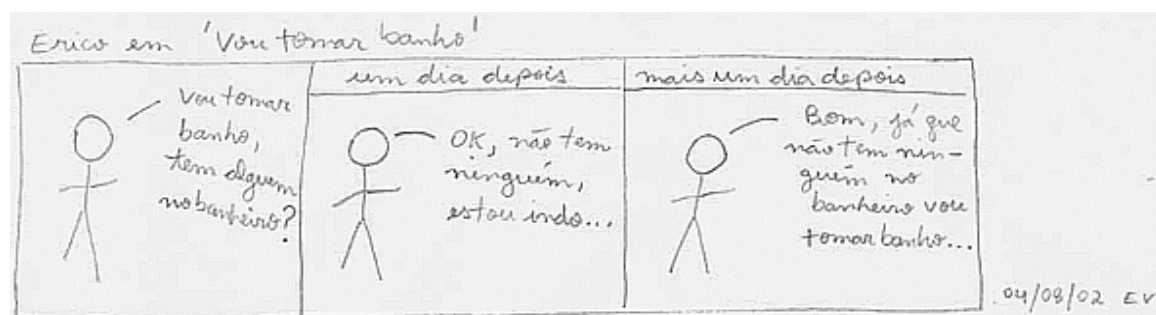 Erico em 'Vou tomar banho'
Vou tomar
banho,
tem alguem
no banheiro?
um dia depois
OK, não tem
ninguém,
estou indo...
mais um dia depois
Bom, já que
não tem nin-
guém no
banheiro vou
tomar banho...
04/08/02 EV